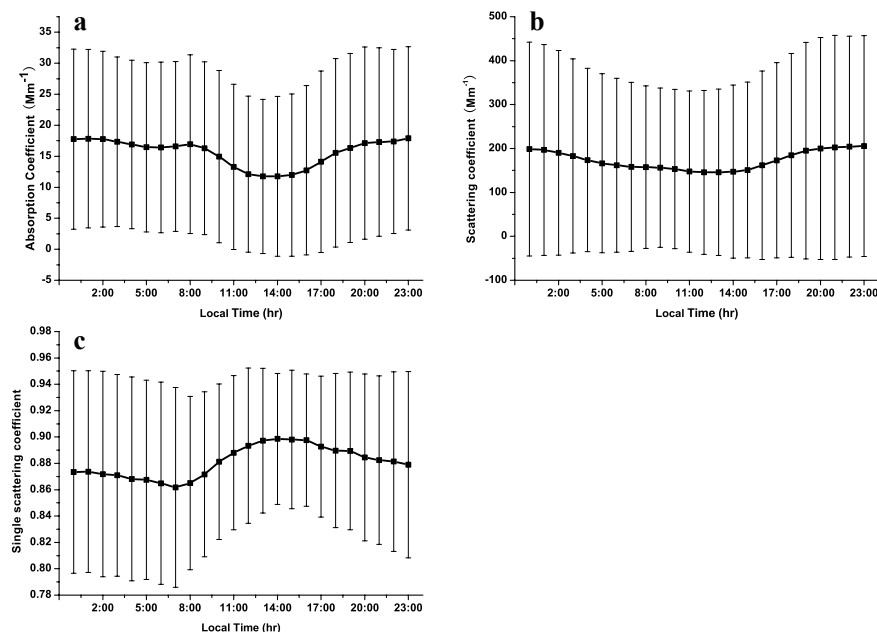 a
35
30
25
20
15
10
5
0
-5
Absorption Coefficient (Mm-1)
2:00 5:00 8:00 11:00 14:00 17:00 20:00 23:00
Local Time (hr)
b
500
400
300
200
100
0
-100
Scattering coefficient (Mm-1)
2:00 5:00 8:00 11:00 14:00 17:00 20:00 23:00
Local Time (hr)
c
0.98
0.96
0.94
0.92
0.90
0.88
0.86
0.84
0.82
0.80
0.78
Single scattering coefficient
2:00 5:00 8:00 11:00 14:00 17:00 20:00 23:00
Local Time (hr)